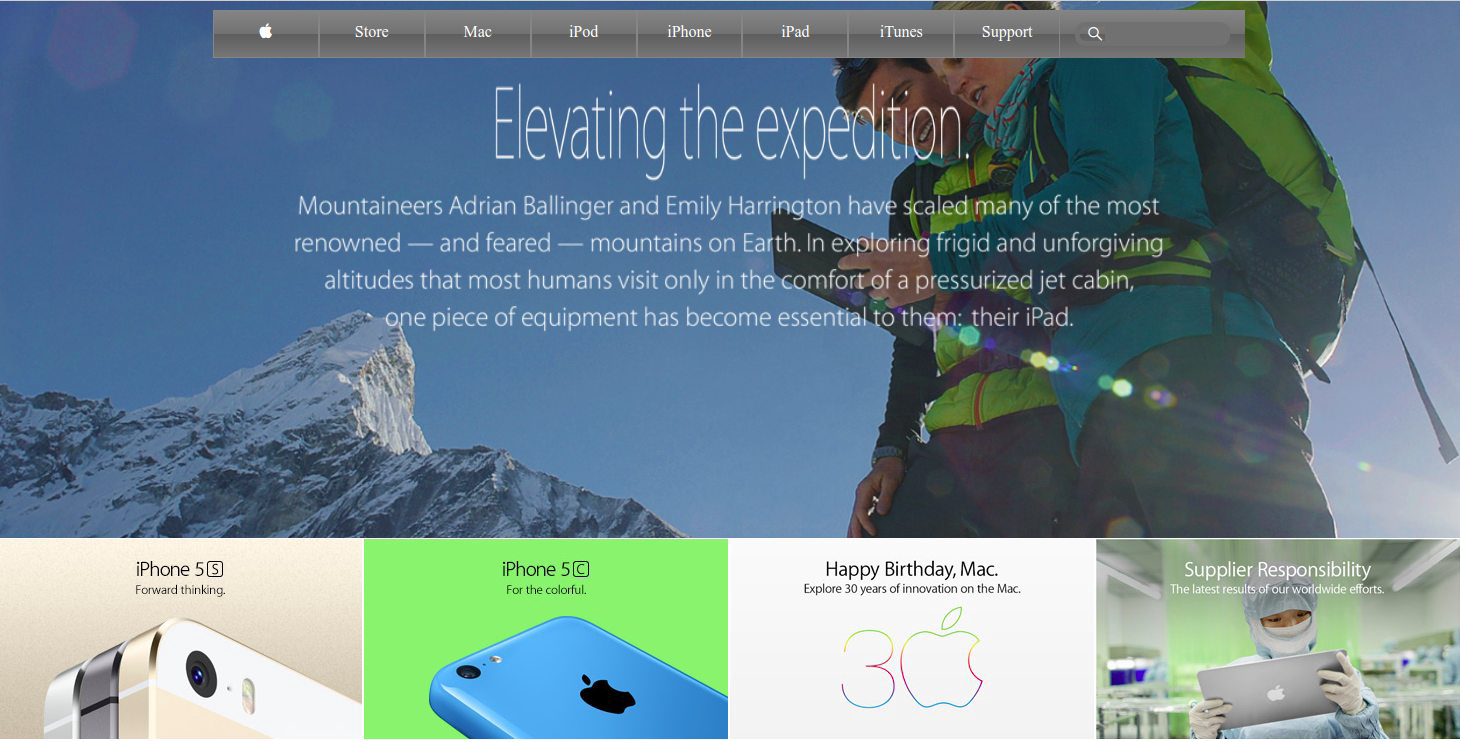 Store Mac iPod iPhone iPad iTunes Support
Elevating the expedition.
Mountaineers Adrian Ballinger and Emily Harrington have scaled many of the most
renowned — and feared — mountains on Earth. In exploring frigid and unforgiving
altitudes that most humans visit only in the comfort of a pressurized jet cabin,
one piece of equipment has become essential to them: their iPad.
iPhone 5S
Forward thinking.
iPhone 5C
For the colorful.
Happy Birthday, Mac.
Explore 30 years of innovation on the Mac.
30
Supplier Responsibility
The latest results of our worldwide efforts.